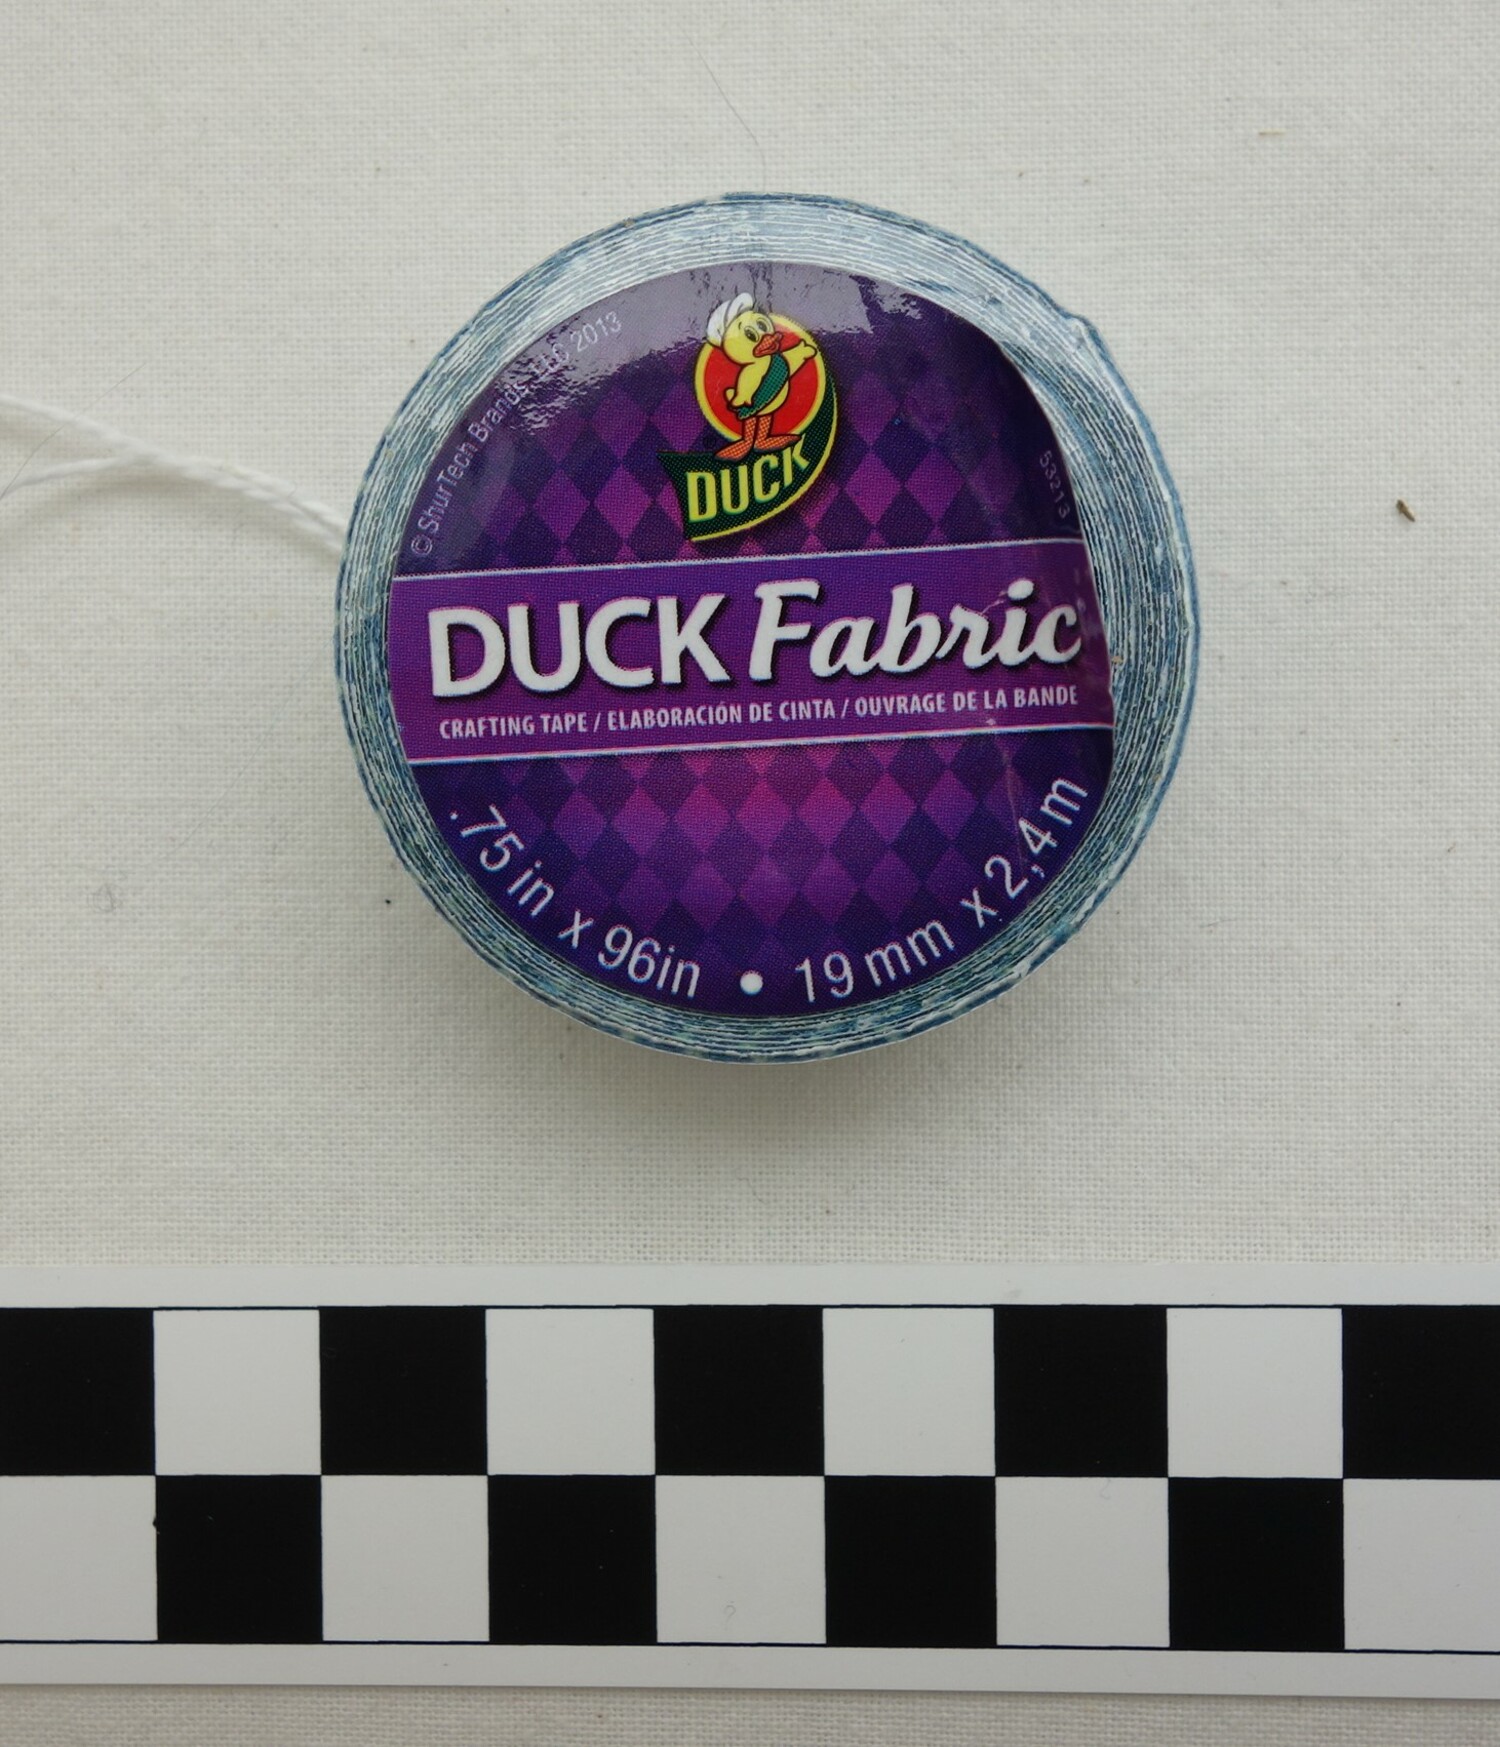 © ShurTech Brands, LLC 2013
DUCK
53213
DUCK Fabric
CRAFTING TAPE / ELABORACIÓN DE CINTA / OUVRAGE DE LA BANDE
.75 in x 96in • 19 mm x 2,4 m